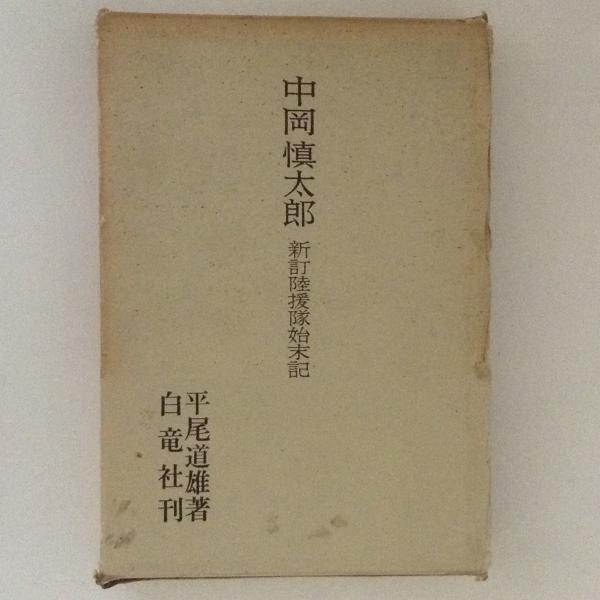 中岡慎太郎
新訂陸援隊始末記
平尾道雄著
白竜社刊